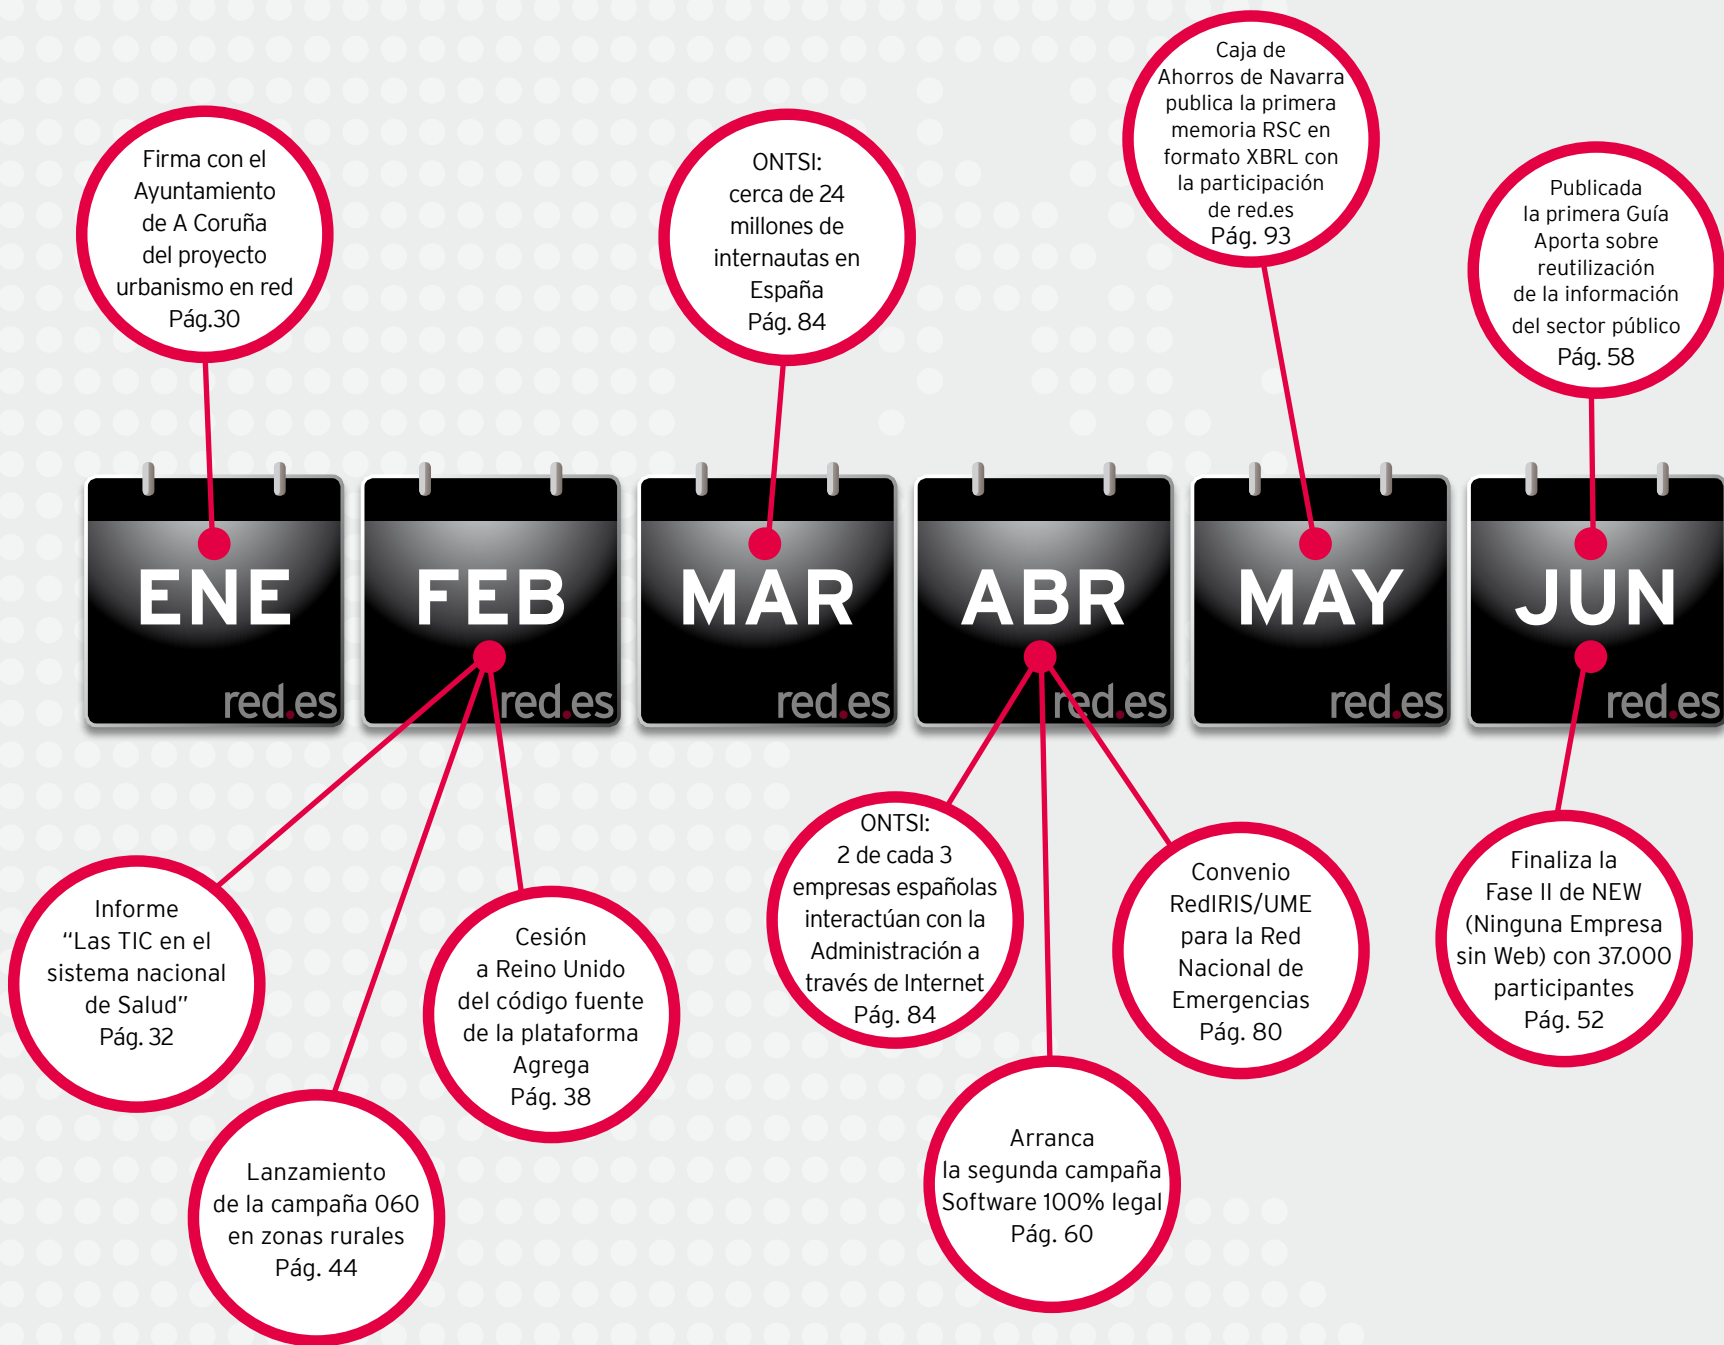 Firma con el
Ayuntamiento
de A Coruña
del proyecto
urbanismo en red
Pág.30
ONTSI:
cerca de 24
millones de
internautas en
España
Pág. 84
Caja de
Ahorros de Navarra
publica la primera
memoria RSC en
formato XBRL con
la participación
de red.es
Pág. 93
Publicada
la primera Guía
Aporta sobre
reutilización
de la información
del sector público
Pág. 58
ENE
red.es
FEB
red.es
MAR
red.es
ABR
red.es
MAY
red.es
JUN
red.es
Informe
“Las TIC en el
sistema nacional
de Salud”
Pág. 32
Lanzamiento
de la campaña 060
en zonas rurales
Pág. 44
Cesión
a Reino Unido
del código fuente
de la plataforma
Agrega
Pág. 38
ONTSI:
2 de cada 3
empresas españolas
interactúan con la
Administración a
través de Internet
Pág. 84
Arranca
la segunda campaña
Software 100% legal
Pág. 60
Convenio
RedIRIS/UME
para la Red
Nacional de
Emergencias
Pág. 80
Finaliza la
Fase II de NEW
(Ninguna Empresa
sin Web) con 37.000
participantes
Pág. 52